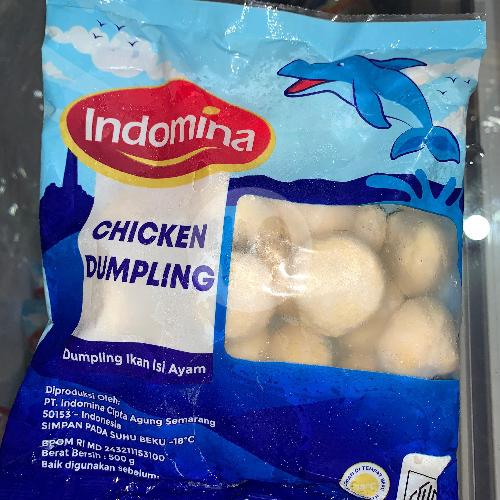 Indomina
CHICKEN
DUMPLING
Dumpling Ikan Isi Ayam
Diproduksi Oleh:
PT. Indomina Cipta Agung Semarang
50153 - Indonesia
SIMPAN PADA SUHU BEKU -18°C
BPOM RI MD 243211153100
Berat Bersih : 500 g
Baik digunakan sebelum: